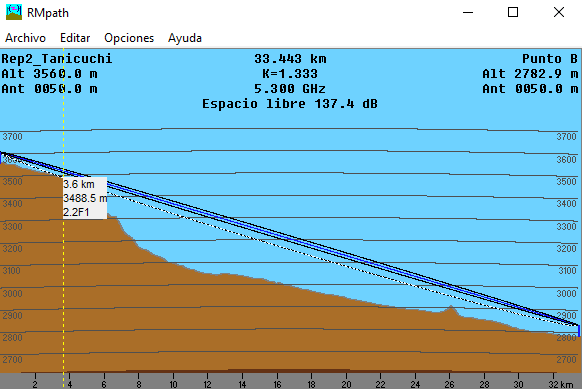 RMpath
Archivo Editar Opciones Ayuda
Rep2_Tanicuchi 33.443 km Punto B
Alt 3560.0 m K=1.333 Alt 2782.9 m
Ant 0050.0 m 5.300 GHz Ant 0050.0 m
Espacio libre 137.4 dB
3700 3700
3600 3600
3500 3500
3.6 km
3488.5 m
2.2F1
3400 3400
3300 3300
3200 3200
3100 3100
3000 3000
2900 2900
2800 2800
2700 2700
2 4 6 8 10 12 14 16 18 20 22 24 26 28 30 32 km